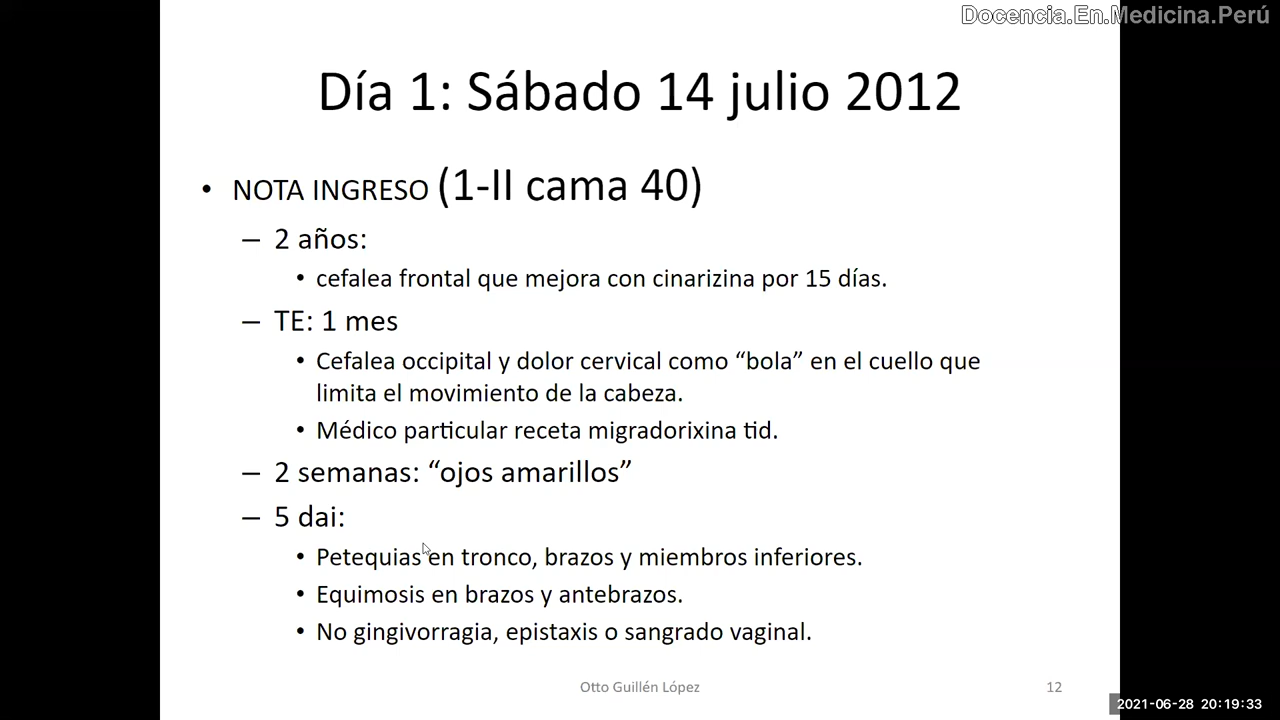 Docencia.En.Medicina.Perú
Día 1: Sábado 14 julio 2012
• NOTA INGRESO (1-II cama 40)
– 2 años:
• cefalea frontal que mejora con cinarizina por 15 días.
– TE: 1 mes
• Cefalea occipital y dolor cervical como “bola” en el cuello que
limita el movimiento de la cabeza.
• Médico particular receta migradorixina tid.
– 2 semanas: “ojos amarillos”
– 5 dai:
• Petequias en tronco, brazos y miembros inferiores.
• Equimosis en brazos y antebrazos.
• No gingivorragia, epistaxis o sangrado vaginal.
Otto Guillén López
12
2021-06-28 20:19:33